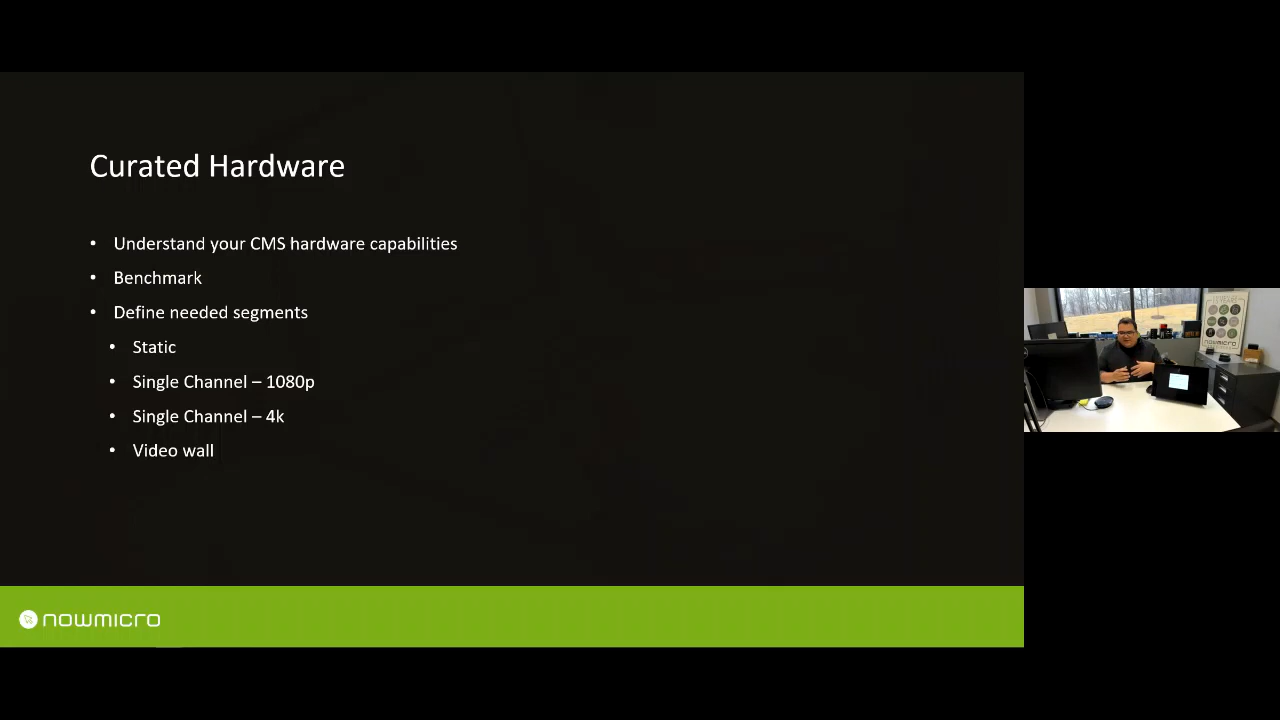 Curated Hardware
• Understand your CMS hardware capabilities
• Benchmark
• Define needed segments
• Static
• Single Channel – 1080p
• Single Channel – 4k
• Video wall
nowmicro
nowmicro